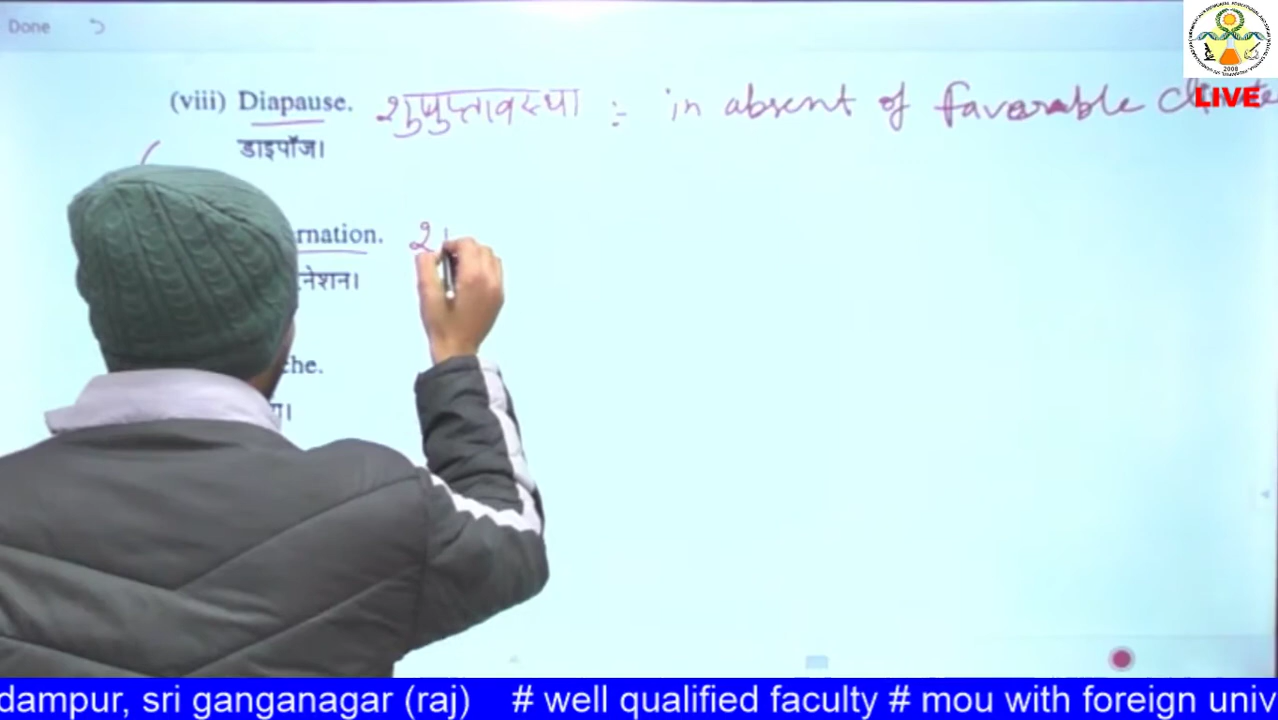 Done
(viii) Diapause. शुषुप्तावस्था :- in absent of favorable
LIVE
डाइपॉज।
rnation.
नेशन।
che.
dampur, sri ganganagar (raj) # well qualified faculty # mou with foreign univ